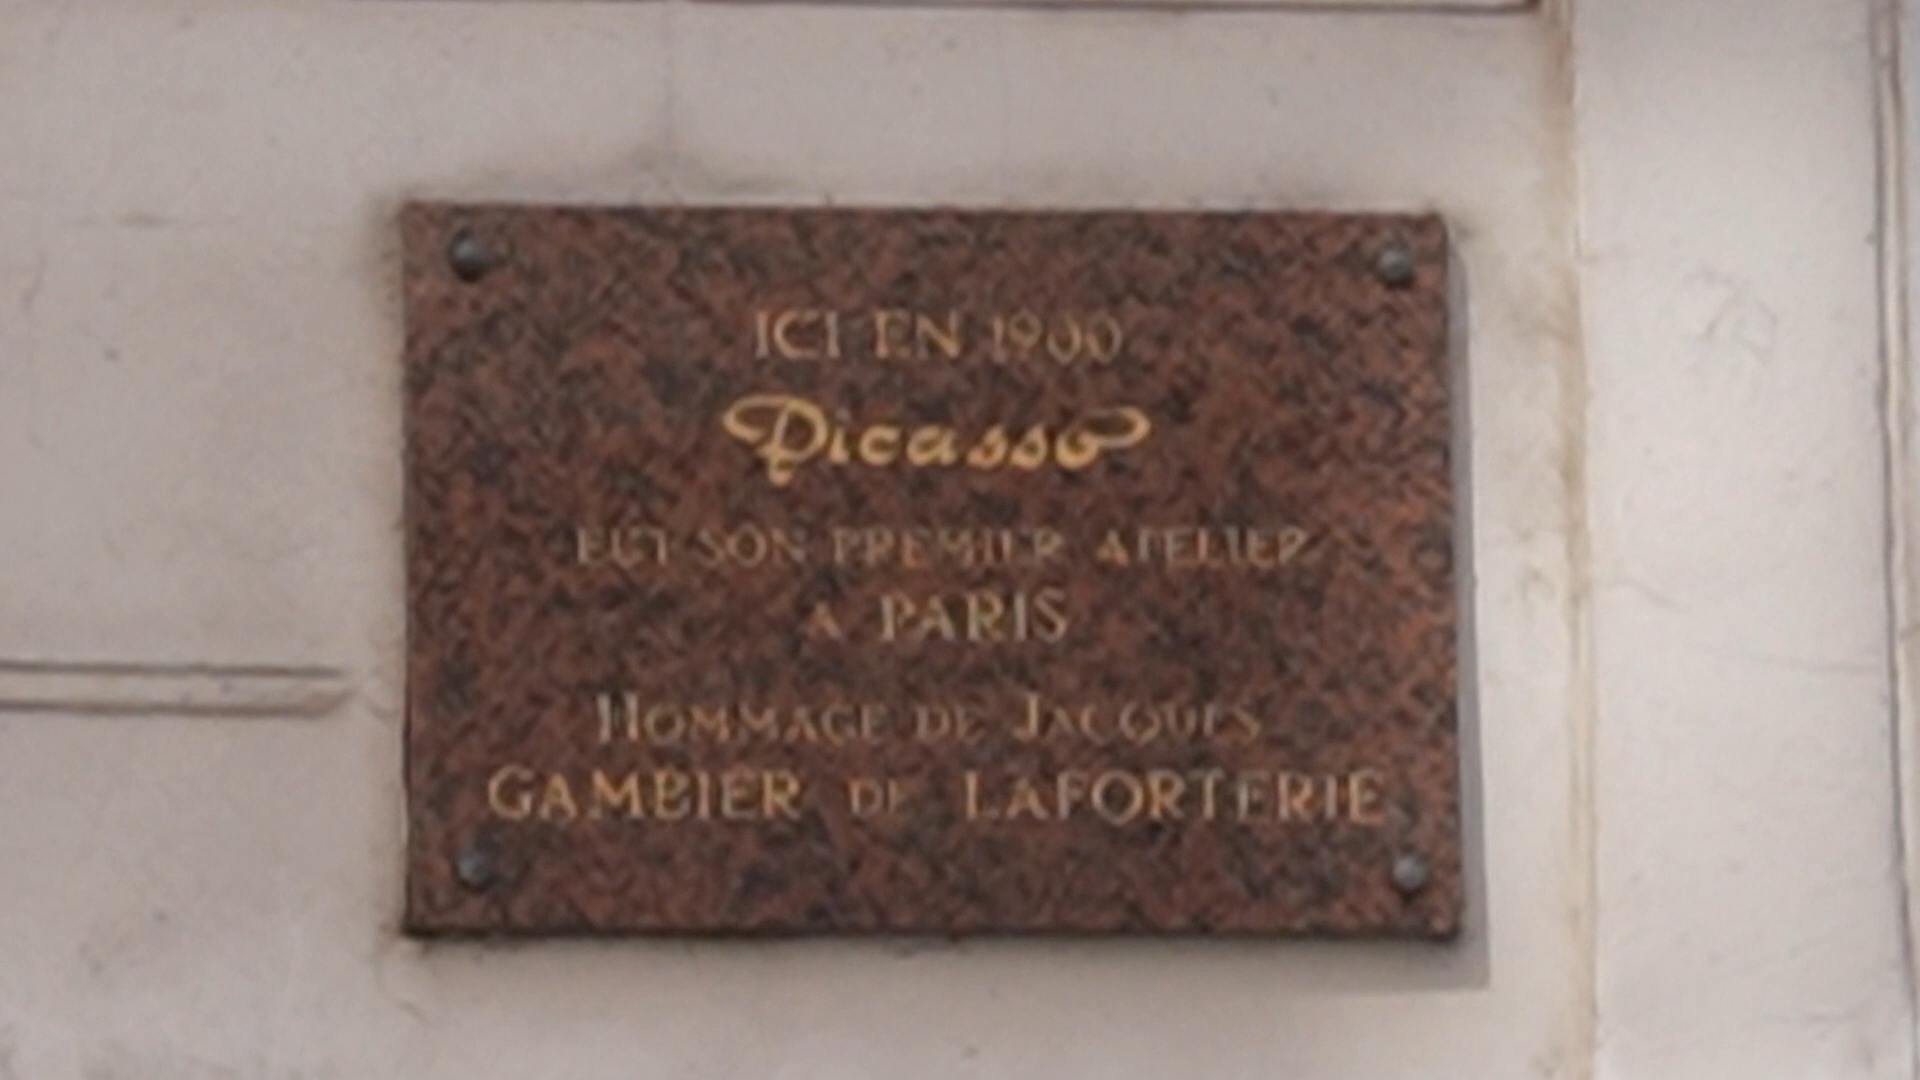 ICI EN 1900
Picasso
EUT SON PREMIER ATELIER
A PARIS
HOMMAGE DE JACQUES
GAMBIER DE LAFORTERIE